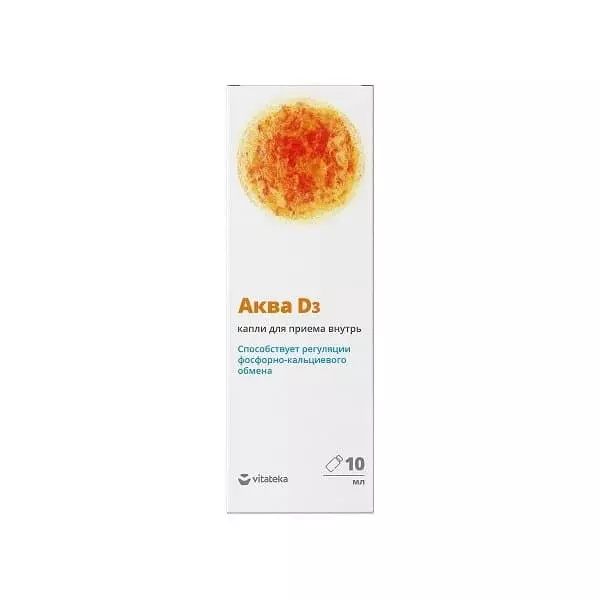 Аква D3
капли для приема внутрь
Способствует регуляции
фосфорно-кальциевого
обмена
vitateka
10
мл